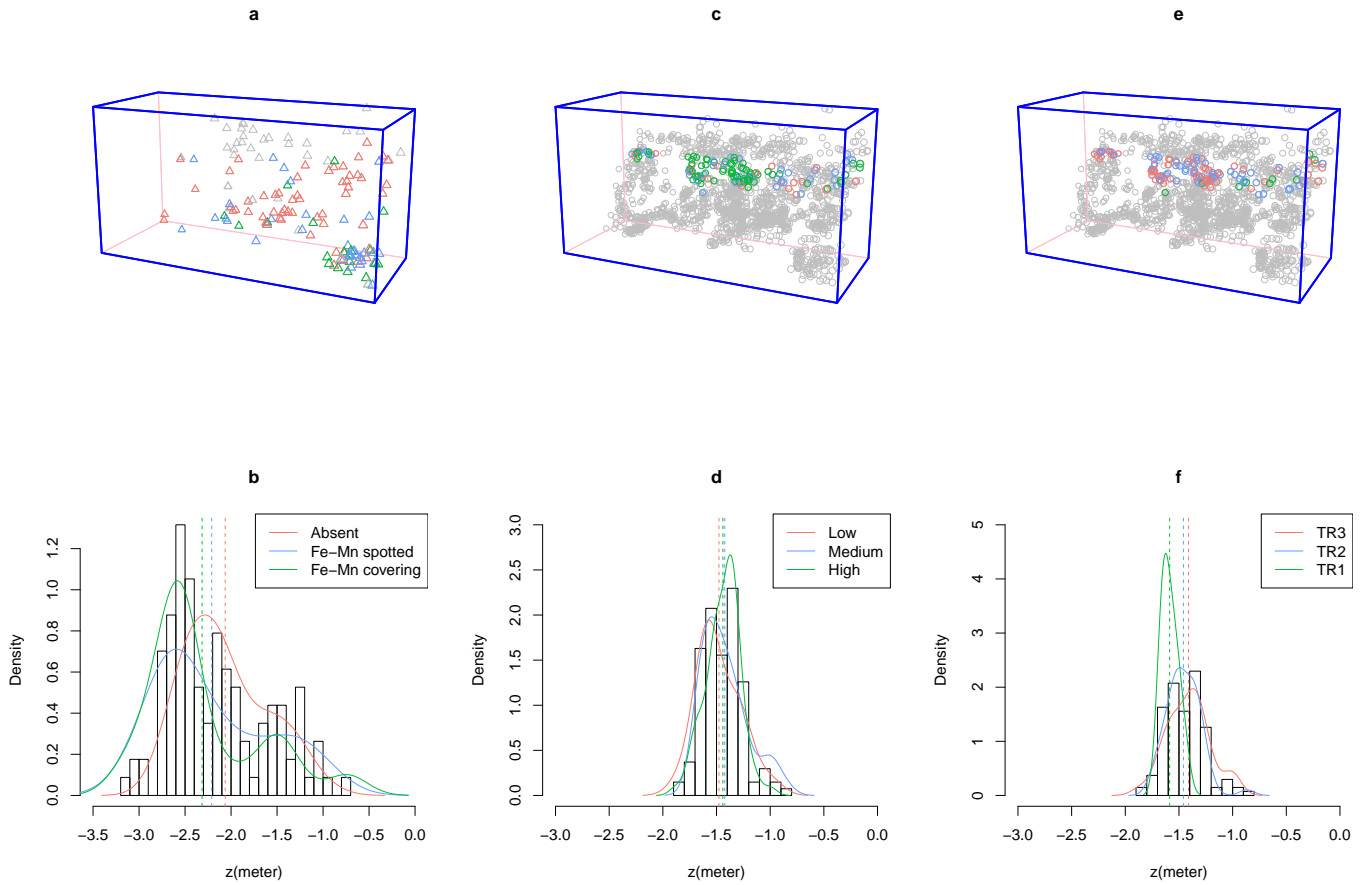 a
c
e
b
Density
0.0 0.2 0.4 0.6 0.8 1.0 1.2
Absent
Fe−Mn spotted
Fe−Mn covering
−3.5 −3.0 −2.5 −2.0 −1.5 −1.0 −0.5 0.0
z(meter)
d
Density
0.0 0.5 1.0 1.5 2.0 2.5 3.0
Low
Medium
High
−3.0 −2.5 −2.0 −1.5 −1.0 −0.5 0.0
z(meter)
f
Density
0 1 2 3 4 5
TR3
TR2
TR1
−3.0 −2.5 −2.0 −1.5 −1.0 −0.5 0.0
z(meter)